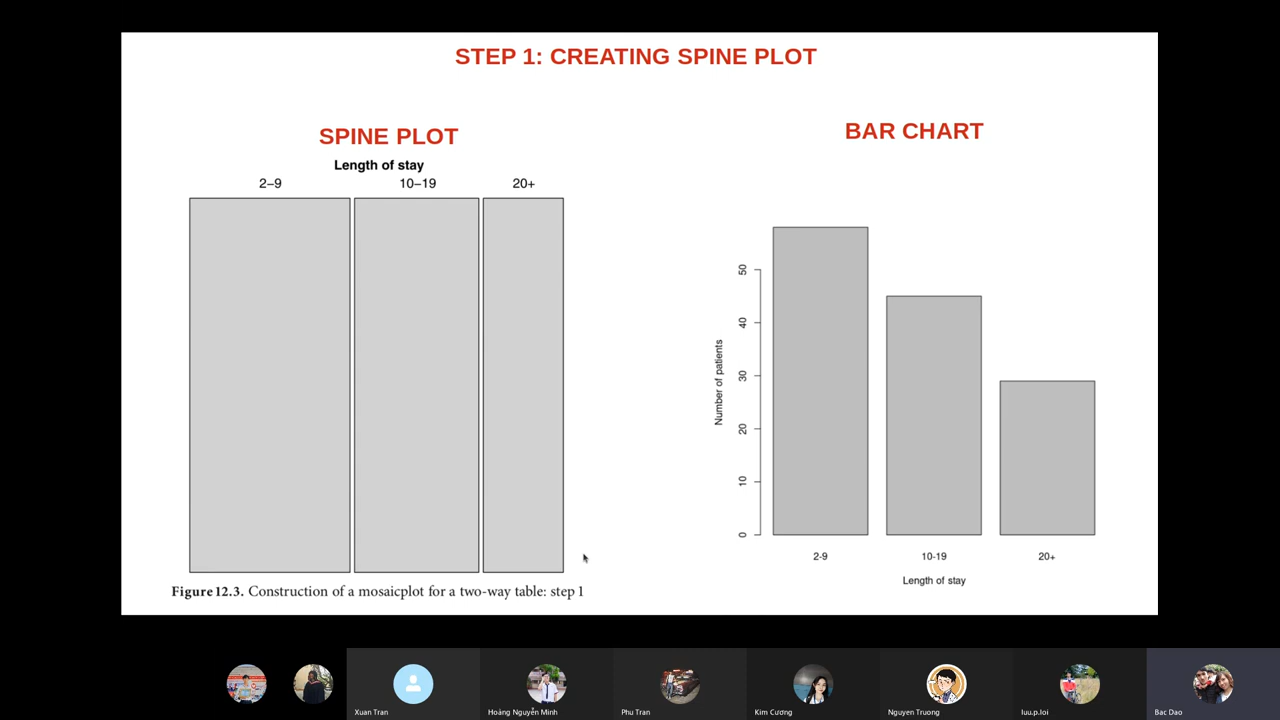 STEP 1: CREATING SPINE PLOT
SPINE PLOT
Length of stay
2–9 10–19 20+
Figure 12.3. Construction of a mosaicplot for a two-way table: step 1
BAR CHART
Number of patients
50
40
30
20
10
0
2-9 10-19 20+
Length of stay
Xuan Tran
Hoàng Nguyễn Minh
Phu Tran
Kim Cương
Nguyen Truong
luu.p.loi
Bac Dao